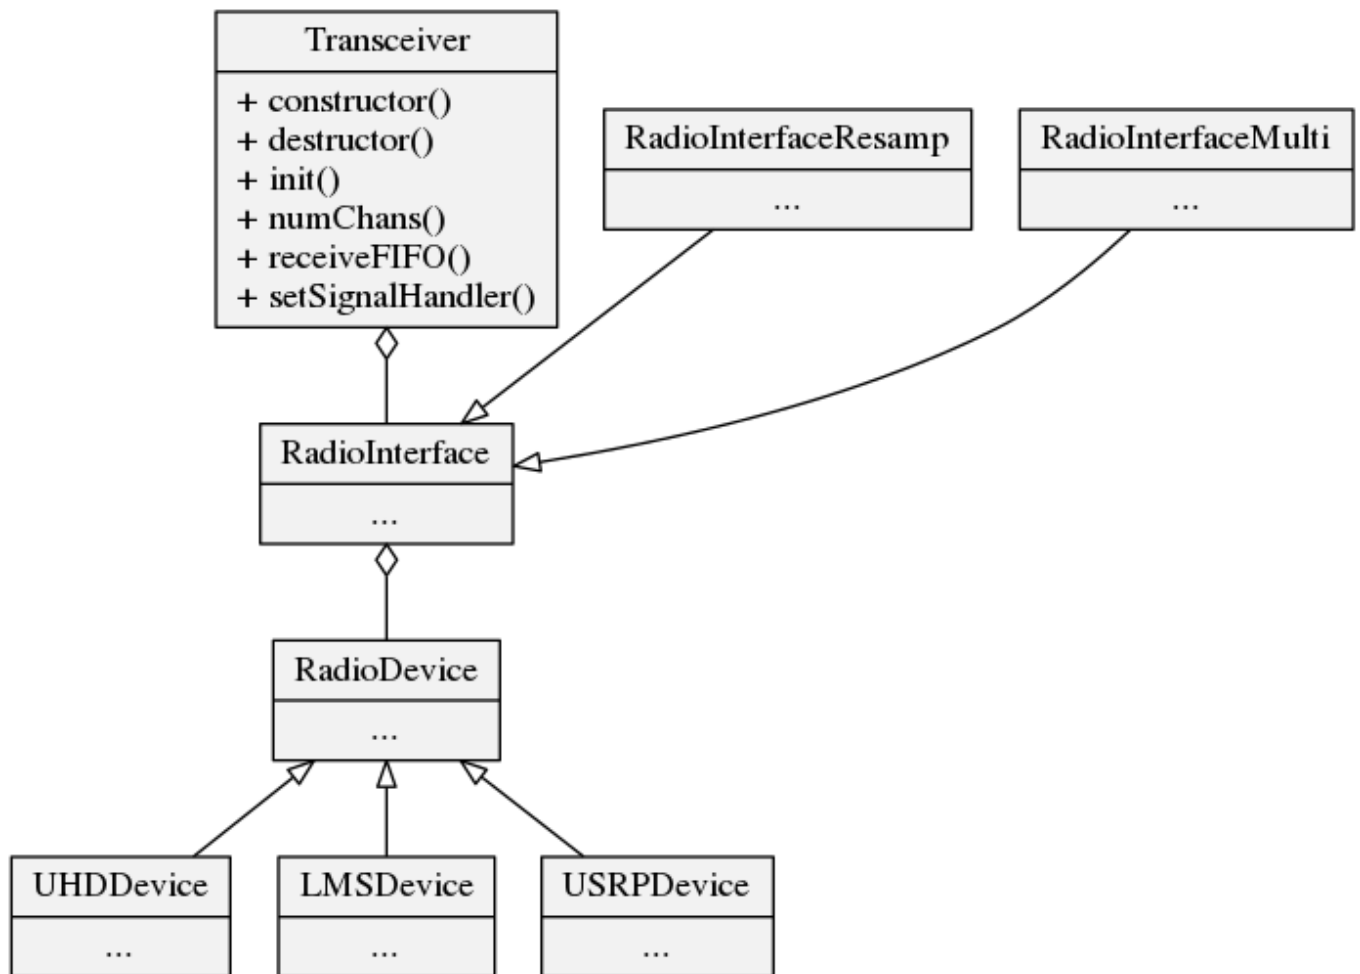 Transceiver
+ constructor()
+ destructor()
+ init()
+ numChans()
+ receiveFIFO()
+ setSignalHandler()
RadioInterfaceResamp
...
RadioInterfaceMulti
...
RadioInterface
...
RadioDevice
...
UHDDevice
...
LMSDevice
...
USRPDevice
...